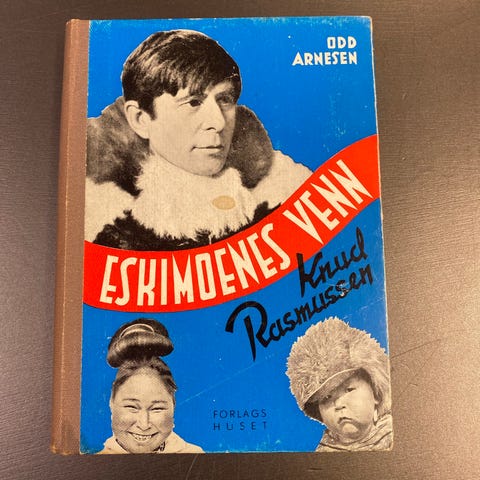 ODD
ARNESEN
ESKIMOENES VENN
Knud
Rasmussen
FORLAGS
HUSET